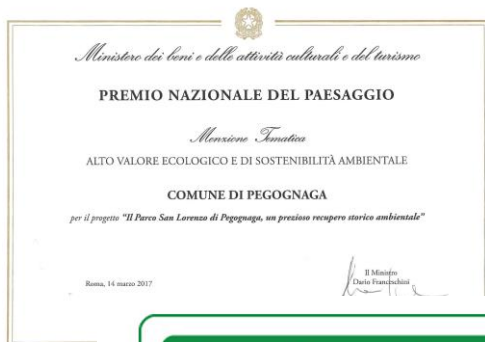 Ministero dei beni e delle attività culturali e del turismo
PREMIO NAZIONALE DEL PAESAGGIO
Menzione Tematica
ALTO VALORE ECOLOGICO E DI SOSTENIBILITÀ AMBIENTALE
COMUNE DI PEGOGNAGA
per il progetto "Il Parco San Lorenzo di Pegognaga, un prezioso recupero storico ambientale"
Il Ministro
Roma, 14 marzo 2017 Dario Franceschini